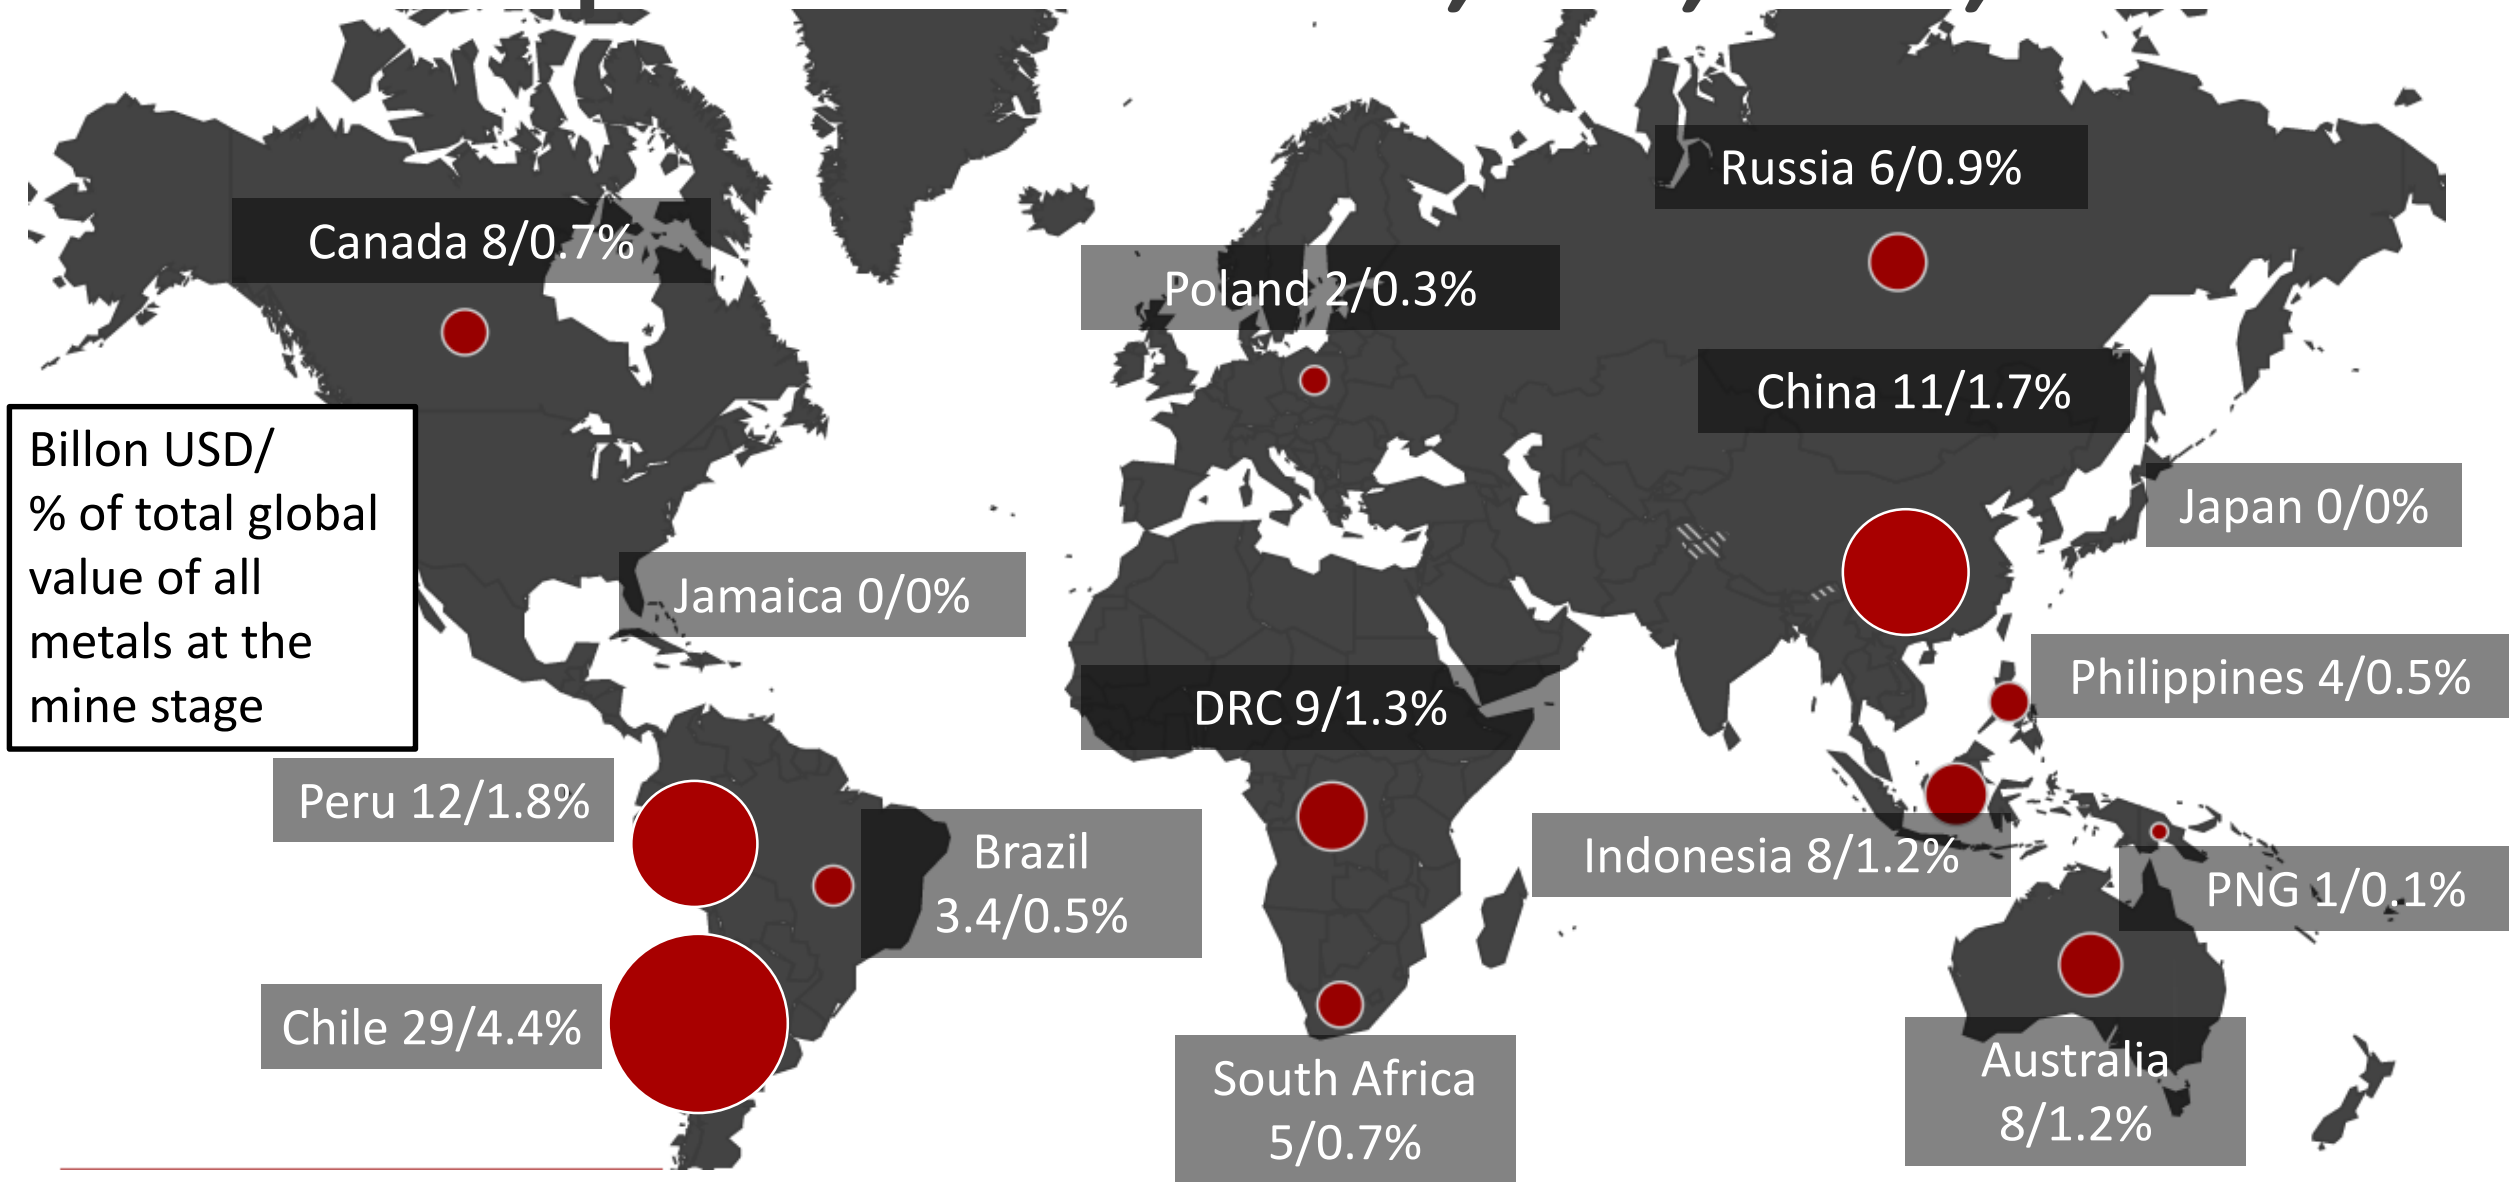 Russia 6/0.9%
Canada 8/0.7%
Poland 2/0.3%
China 11/1.7%
Billon USD/
% of total global
value of all
metals at the
mine stage
Japan 0/0%
Jamaica 0/0%
Philippines 4/0.5%
DRC 9/1.3%
Peru 12/1.8%
Brazil
3.4/0.5%
Indonesia 8/1.2%
PNG 1/0.1%
Chile 29/4.4%
South Africa
5/0.7%
Australia
8/1.2%